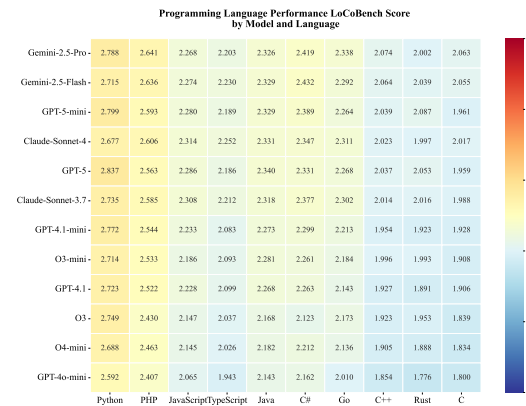 Programming Language Performance LoCoBench Score
by Model and Language
Gemini-2.5-Pro 2.788 2.641 2.268 2.203 2.326 2.419 2.338 2.074 2.002 2.063
Gemini-2.5-Flash 2.715 2.636 2.274 2.230 2.329 2.432 2.292 2.064 2.039 2.055
GPT-5-mini 2.799 2.593 2.280 2.189 2.329 2.389 2.264 2.039 2.087 1.961
Claude-Sonnet-4 2.677 2.606 2.314 2.252 2.331 2.347 2.311 2.023 1.997 2.017
GPT-5 2.837 2.563 2.286 2.186 2.340 2.331 2.268 2.037 2.053 1.959
Claude-Sonnet-3.7 2.735 2.585 2.308 2.212 2.318 2.377 2.302 2.014 2.016 1.988
GPT-4.1-mini 2.772 2.544 2.233 2.083 2.273 2.299 2.213 1.954 1.923 1.928
O3-mini 2.714 2.533 2.186 2.093 2.281 2.261 2.184 1.996 1.993 1.908
GPT-4.1 2.723 2.522 2.228 2.099 2.268 2.263 2.143 1.927 1.891 1.906
O3 2.749 2.430 2.147 2.037 2.168 2.123 2.173 1.923 1.953 1.839
O4-mini 2.688 2.463 2.145 2.026 2.182 2.212 2.136 1.905 1.888 1.834
GPT-4o-mini 2.592 2.407 2.065 1.943 2.143 2.162 2.010 1.854 1.776 1.800
Python PHP JavaScript TypeScript Java C# Go C++ Rust C